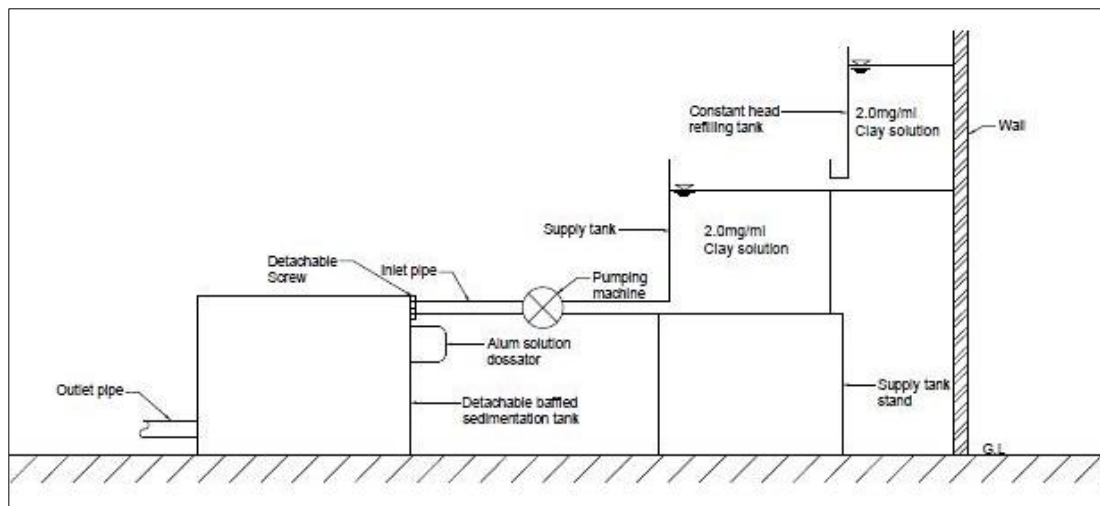 Constant head
refilling tank
2.0mg/ml
Clay solution
Wall
Supply tank
2.0mg/ml
Clay solution
Detachable
Screw
Inlet pipe
Pumping
machine
Alum solution
dossator
Outlet pipe
Detachable baffled
sedimentation tank
Supply tank
stand
G.L